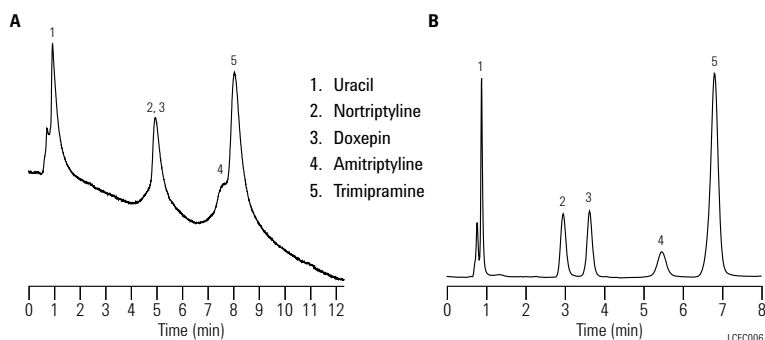 A
1
2, 3
4
5
0 1 2 3 4 5 6 7 8 9 10 11 12
Time (min)
1. Uracil
2. Nortriptyline
3. Doxepin
4. Amitriptyline
5. Trimipramine
B
1
2
3
4
5
0 1 2 3 4 5 6 7 8
Time (min)
LCEC006